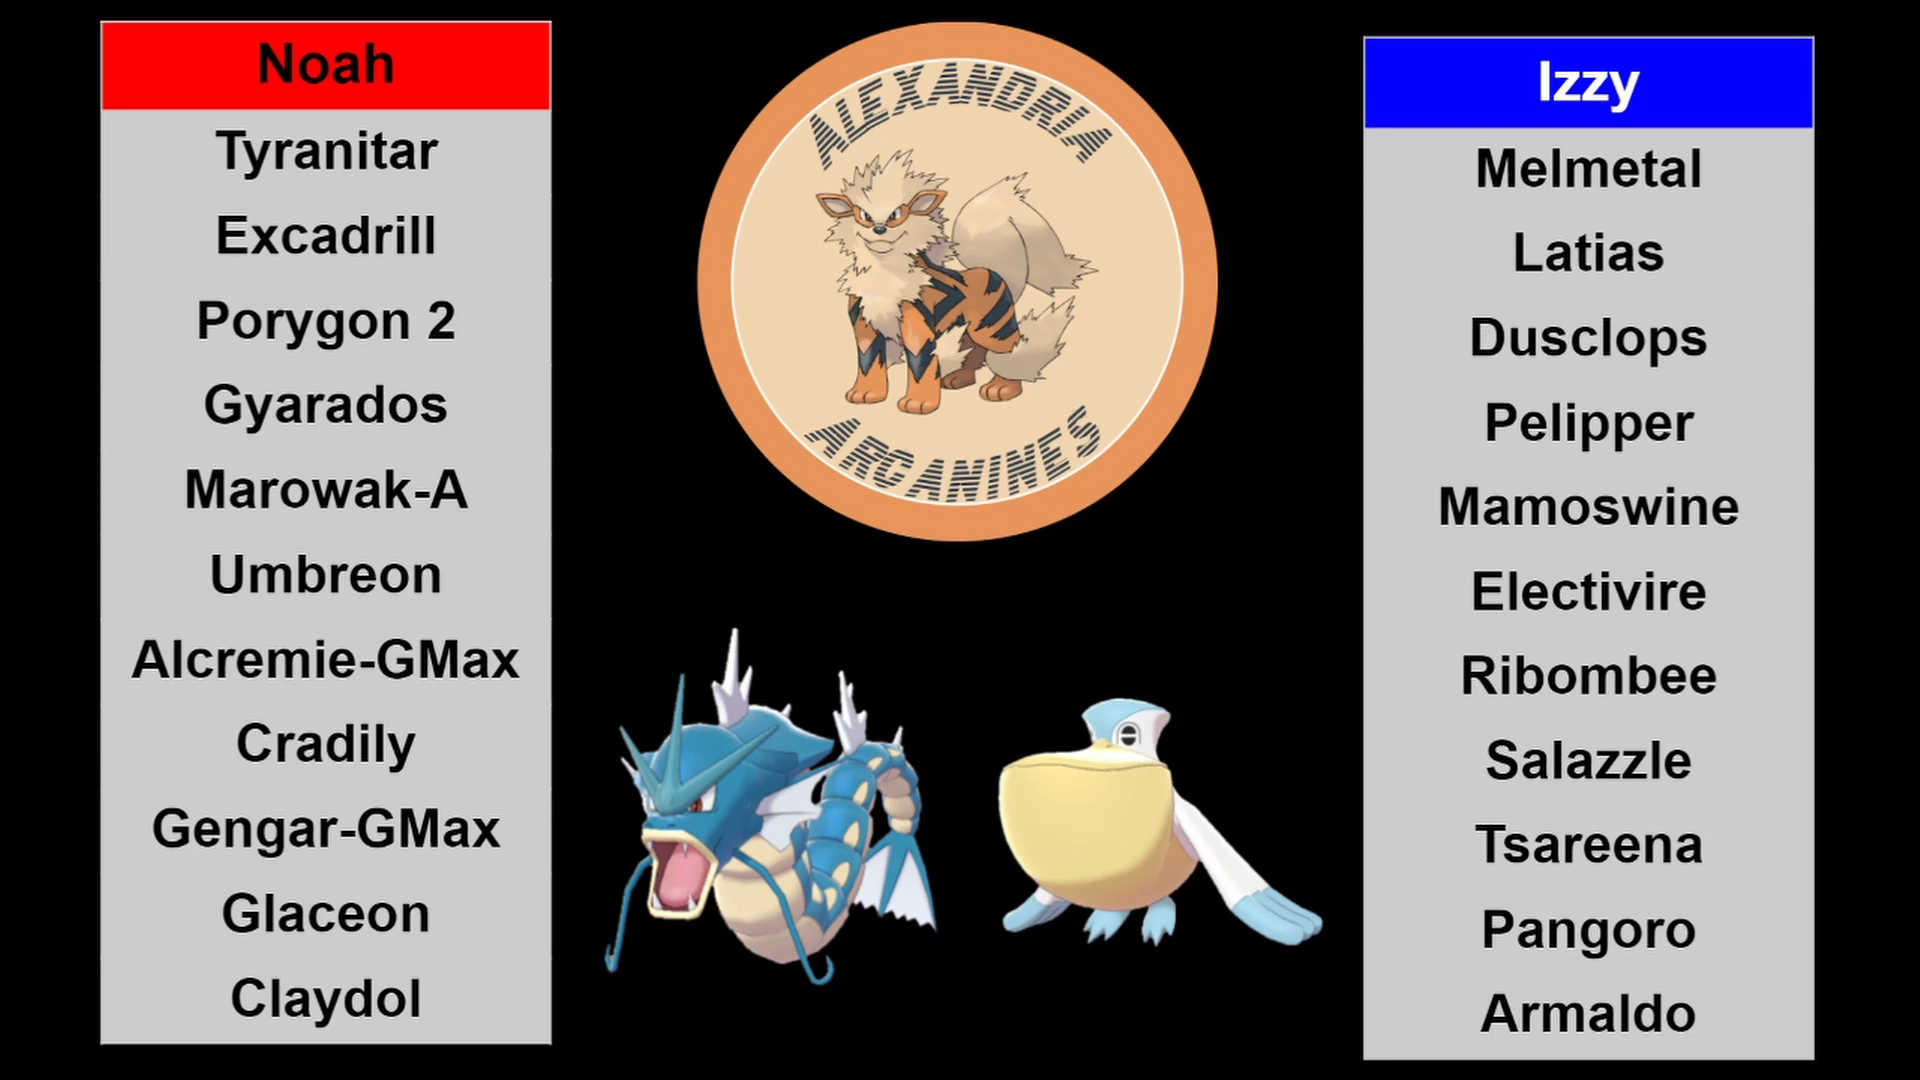 Noah
Tyranitar
Excadrill
Porygon 2
Gyarados
Marowak-A
Umbreon
Alcremie-GMax
Cradily
Gengar-GMax
Glaceon
Claydol
ALEXANDRIA
ARCANINES
Izzy
Melmetal
Latias
Dusclops
Pelipper
Mamoswine
Electivire
Ribombee
Salazzle
Tsareena
Pangoro
Armaldo